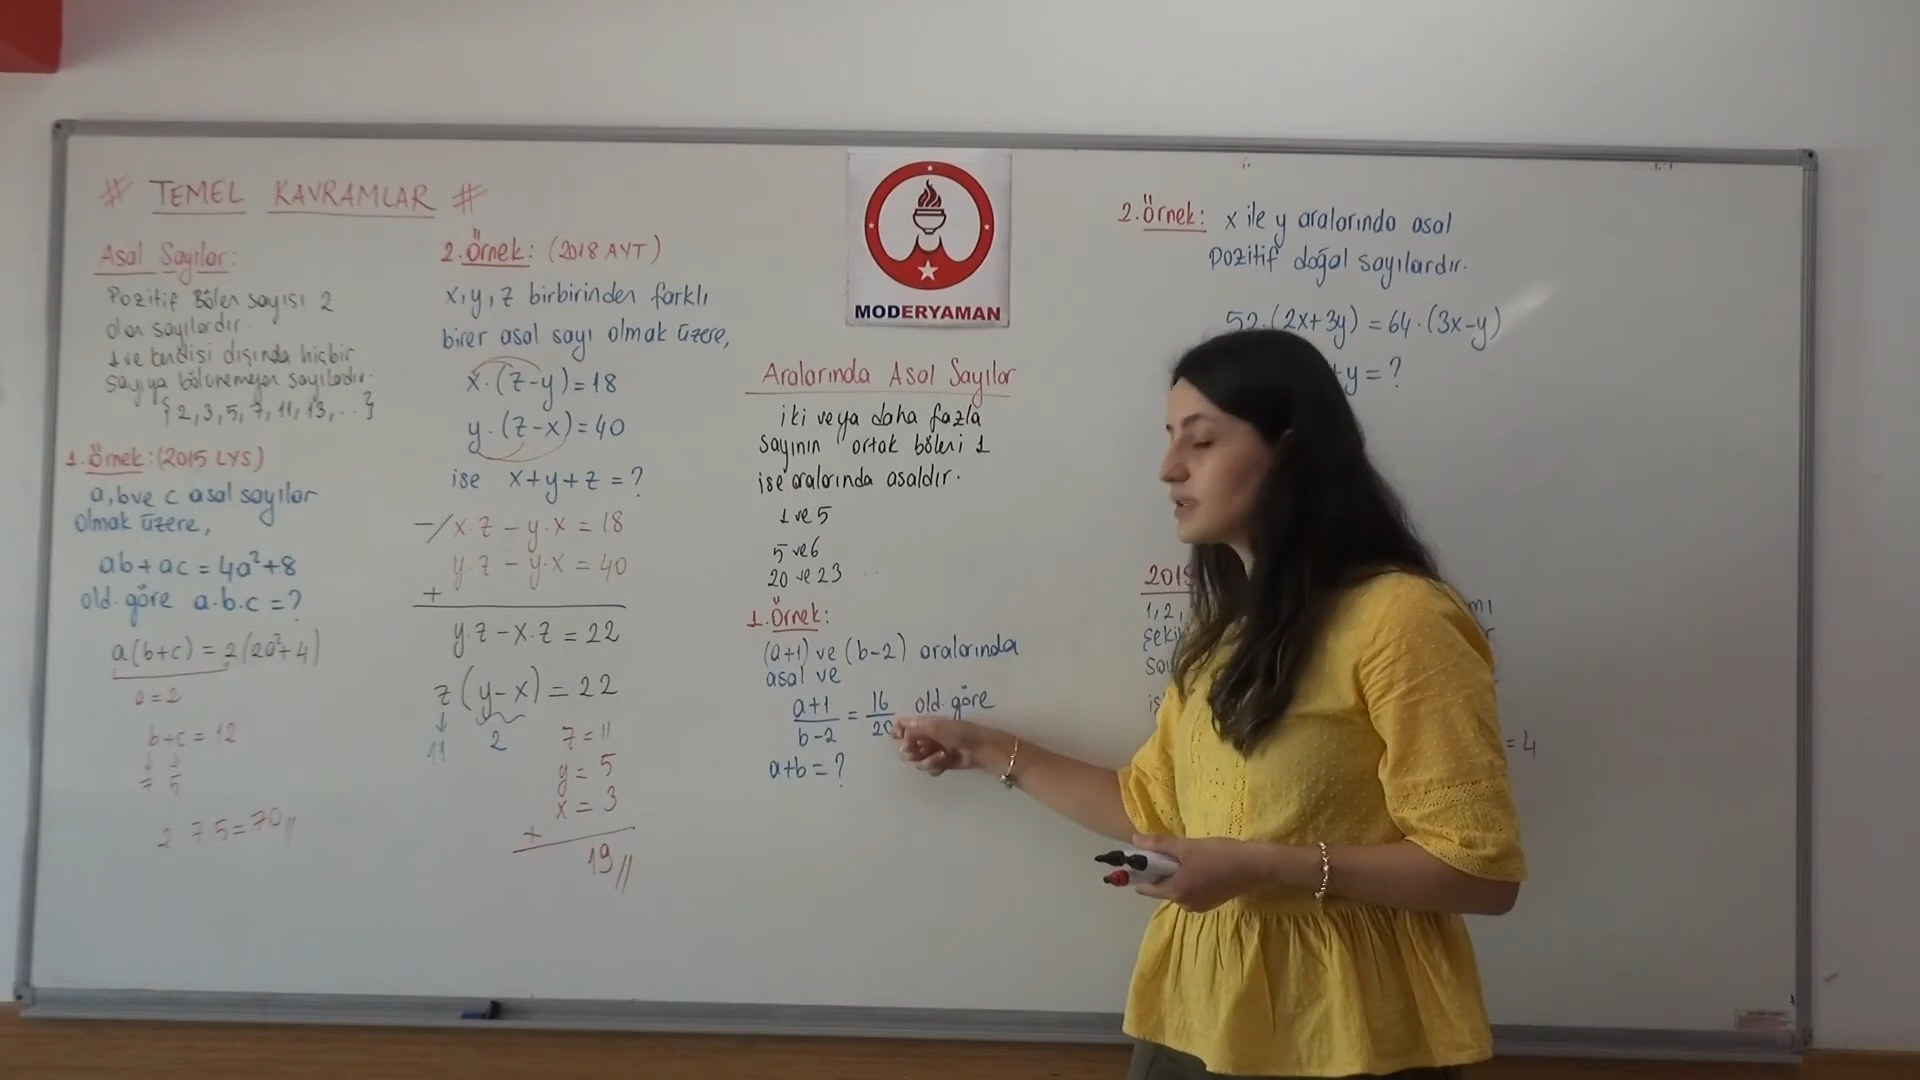 # TEMEL KAVRAMLAR #
Asal Sayılar:
Pozitif Bölen sayısı 2
olan sayılardır.
1 ve kendisi dışında hiçbir
sayıya bölünemeyen sayılardır.
{2,3,5,7,11,13,...}
1.Örnek:(2015 LYS)
a,b ve c asal sayılar
olmak üzere,
ab+ac=4a²+8
old.göre a.b.c=?
a(b+c)=2(2a²+4)
a=2
b+c=12
5
2 7 5=70//
2.Örnek: (2018 AYT)
x,y,z birbirinden farklı
birer asal sayı olmak üzere,
x.(z-y)=18
y.(z-x)=40
ise x+y+z=?
-/x.z-y.x=18
y.z-y.x=40
+
y.z-x.z=22
z(y-x)=22
11 2
z=11
y=5
x=3
+
19//
MODERYAMAN
Aralarında Asal Sayılar
iki veya daha fazla
sayının ortak böleni 1
ise aralarında asaldır.
1 ve 5
5 ve 6
20 ve 23 ..
1.Örnek:
(a+1) ve (b-2) aralarında
asal ve
a+1/b-2 = 16/20 old.göre
a+b=?
2.Örnek: x ile y aralarında asal
pozitif doğal sayılardır.
52.(2x+3y)=64.(3x-y)
+y=?
1,2,
=4